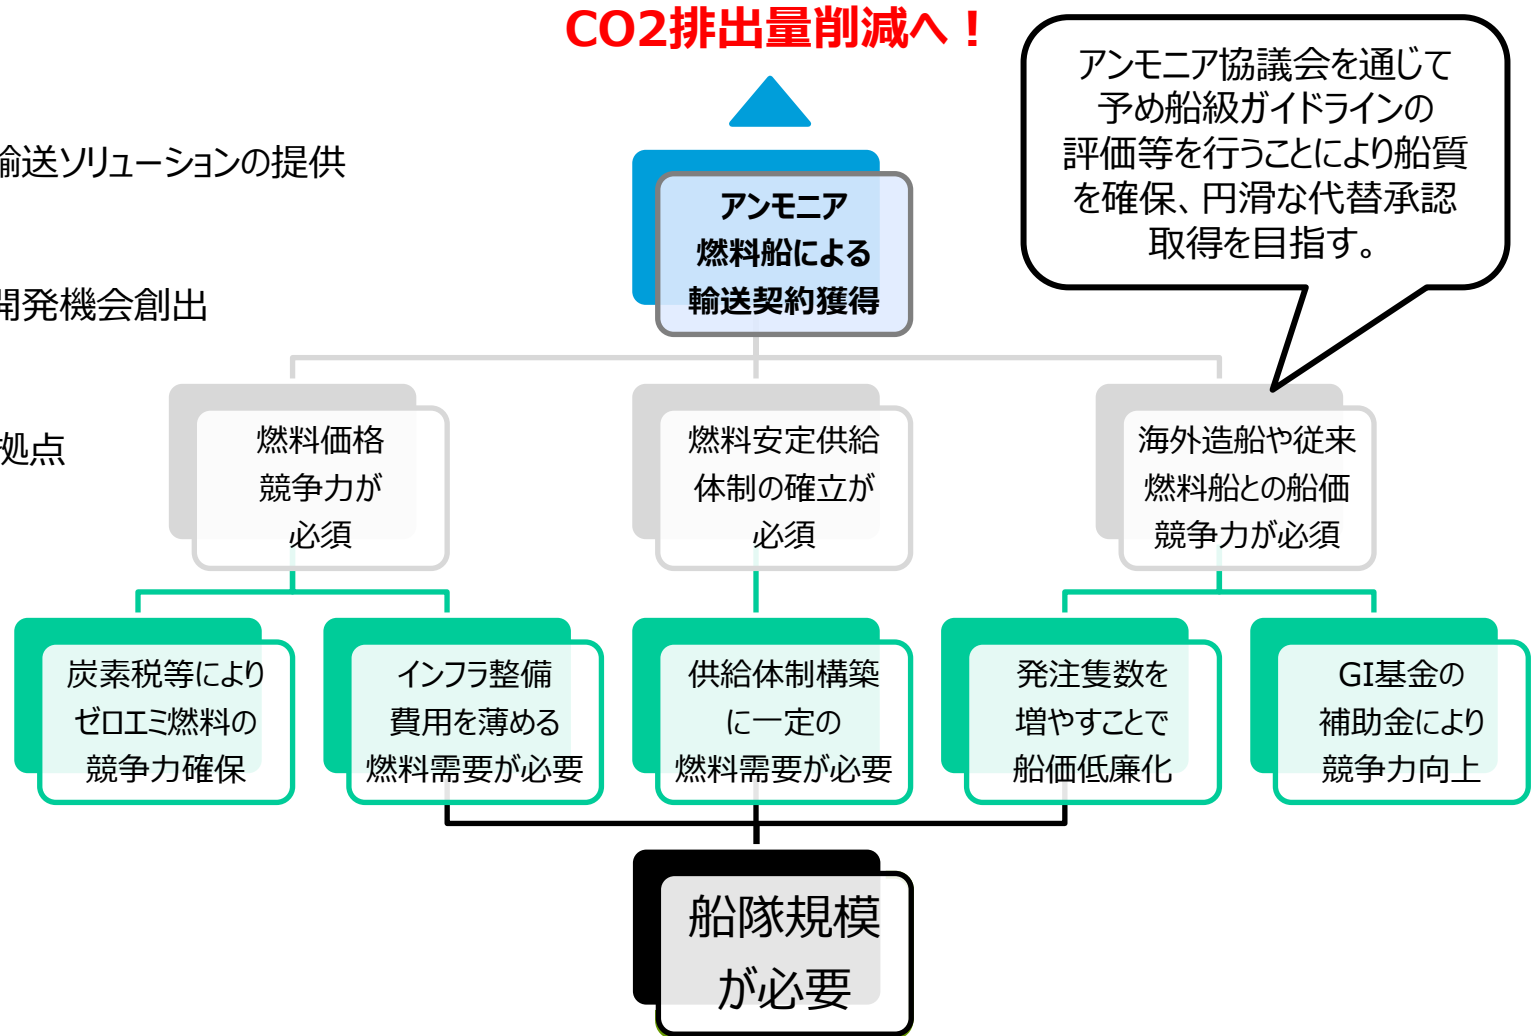 CO2排出量削減へ！
アンモニア協議会を通じて
予め船級ガイドラインの
評価等を行うことにより船質
を確保、円滑な代替承認
取得を目指す。
輸送ソリューションの提供
開発機会創出
拠点
アンモニア
燃料船による
輸送契約獲得
燃料価格
競争力が
必須
燃料安定供給
体制の確立が
必須
海外造船や従来
燃料船との船価
競争力が必須
炭素税等により
ゼロエミ燃料の
競争力確保
インフラ整備
費用を薄める
燃料需要が必要
供給体制構築
に一定の
燃料需要が必要
発注隻数を
増やすことで
船価低廉化
GI基金の
補助金により
競争力向上
船隊規模
が必要